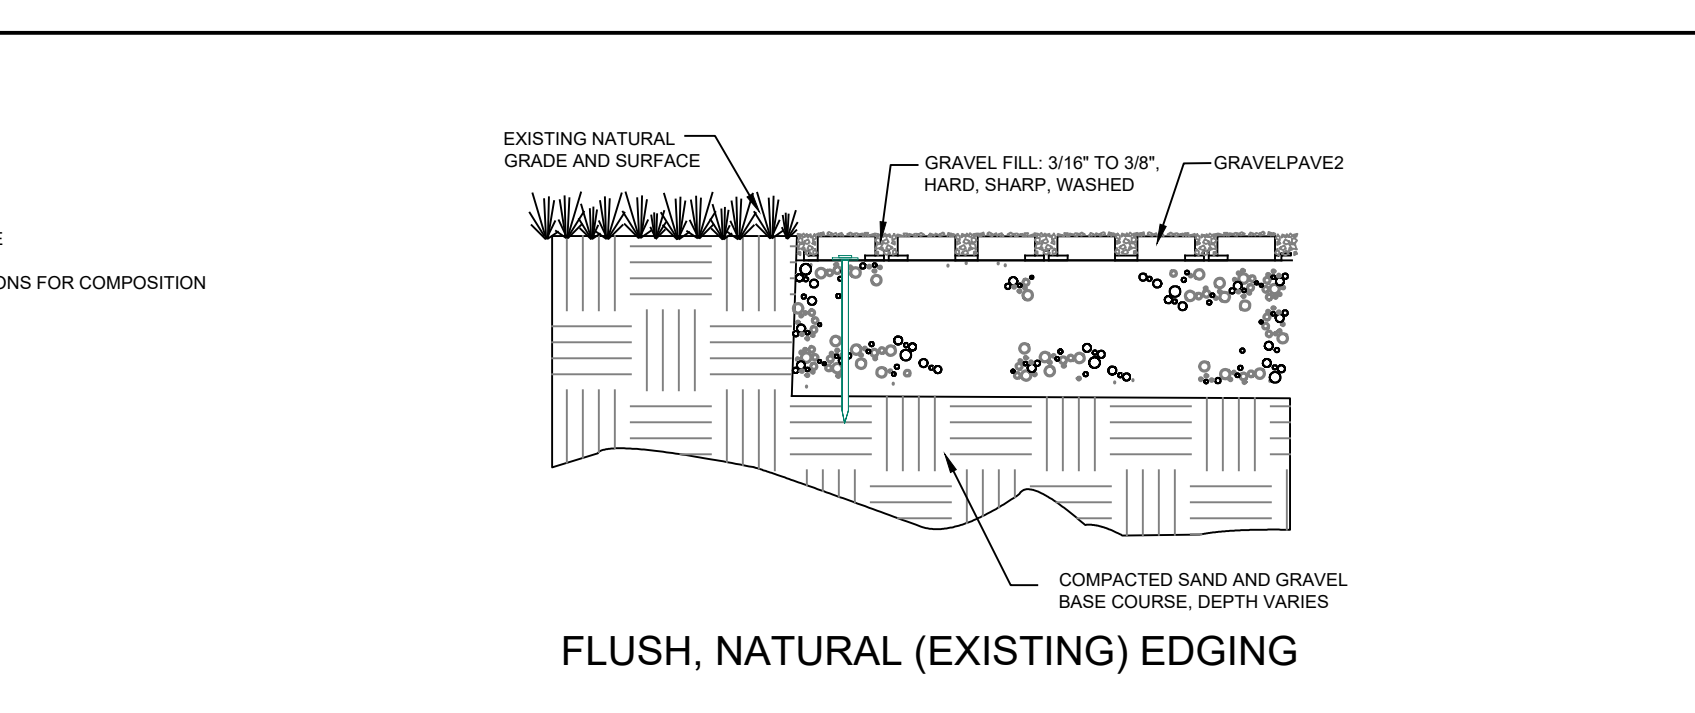 E
ONS FOR COMPOSITION
EXISTING NATURAL
GRADE AND SURFACE
GRAVEL FILL: 3/16" TO 3/8",
HARD, SHARP, WASHED
GRAVELPAVE2
COMPACTED SAND AND GRAVEL
BASE COURSE, DEPTH VARIES
FLUSH, NATURAL (EXISTING) EDGING